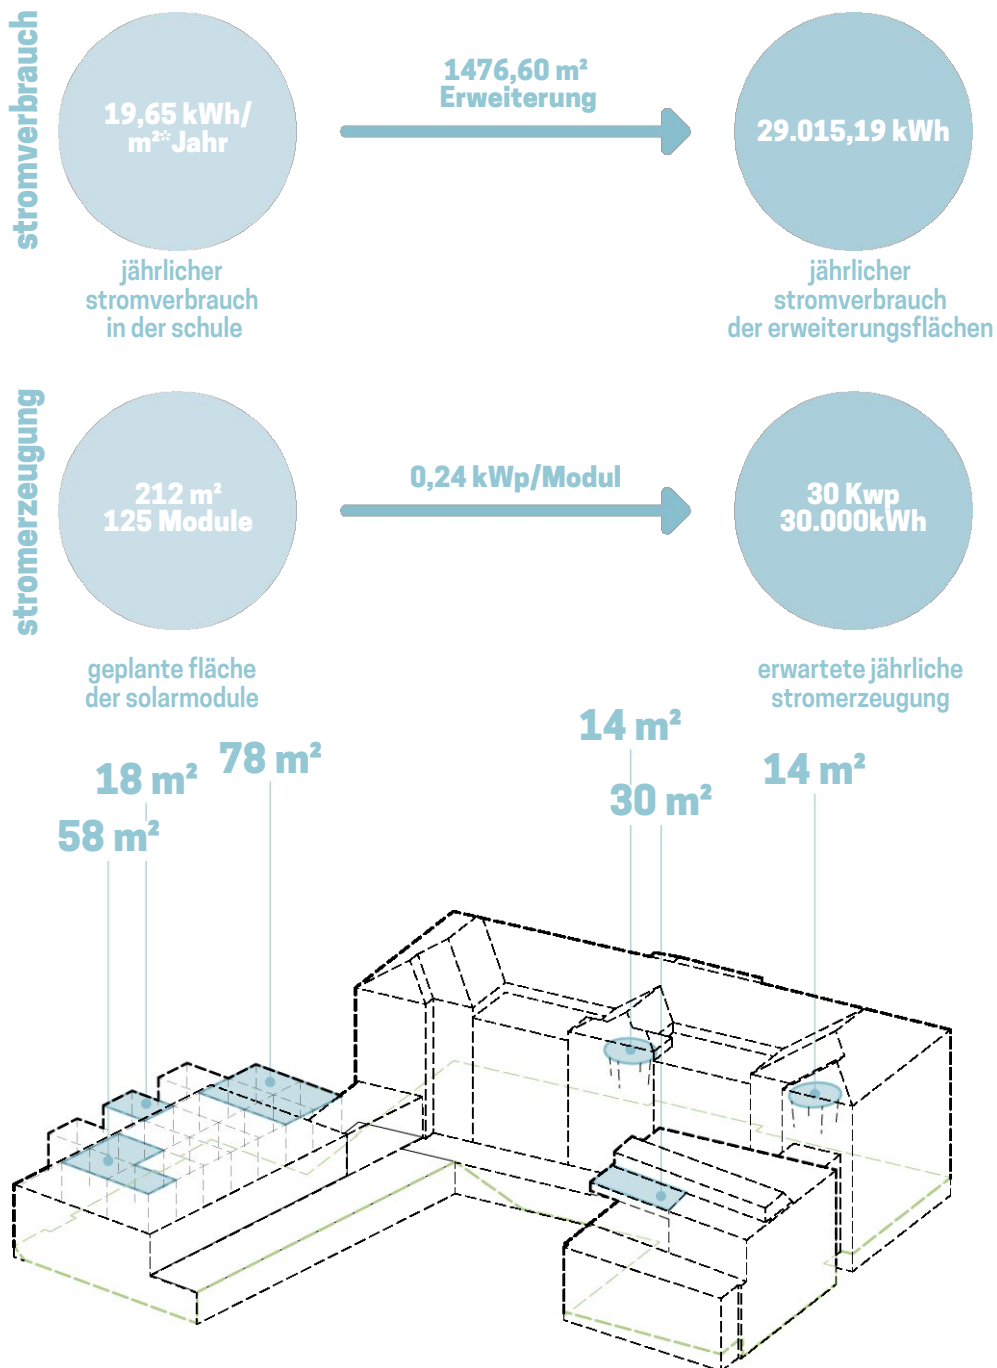 stromverbrauch
19,65 kWh/
m²*Jahr
1476,60 m²
Erweiterung
29.015,19 kWh
jährlicher
stromverbrauch
in der schule
jährlicher
stromverbrauch
der erweiterungsflächen
stromerzeugung
212 m²
125 Module
0,24 kWp/Modul
30 Kwp
30.000kWh
geplante fläche
der solarmodule
erwartete jährliche
stromerzeugung
58 m²
18 m²
78 m²
14 m²
30 m²
14 m²